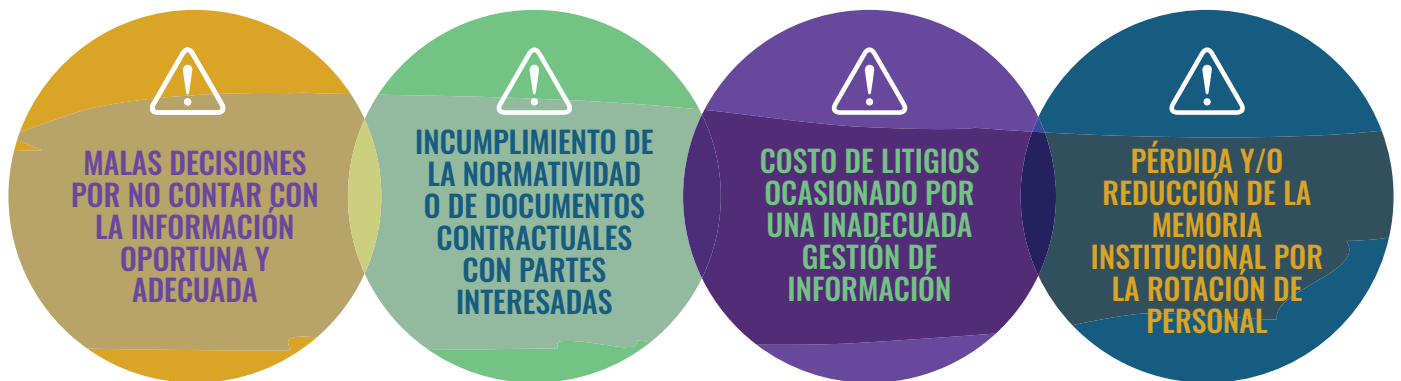 MALAS DECISIONES
POR NO CONTAR CON
LA INFORMACIÓN
OPORTUNA Y
ADECUADA
INCUMPLIMIENTO DE
LA NORMATIVIDAD
O DE DOCUMENTOS
CONTRACTUALES
CON PARTES
INTERESADAS
COSTO DE LITIGIOS
OCASIONADO POR
UNA INADECUADA
GESTIÓN DE
INFORMACIÓN
PÉRDIDA Y/O
REDUCCIÓN DE LA
MEMORIA
INSTITUCIONAL POR
LA ROTACIÓN DE
PERSONAL